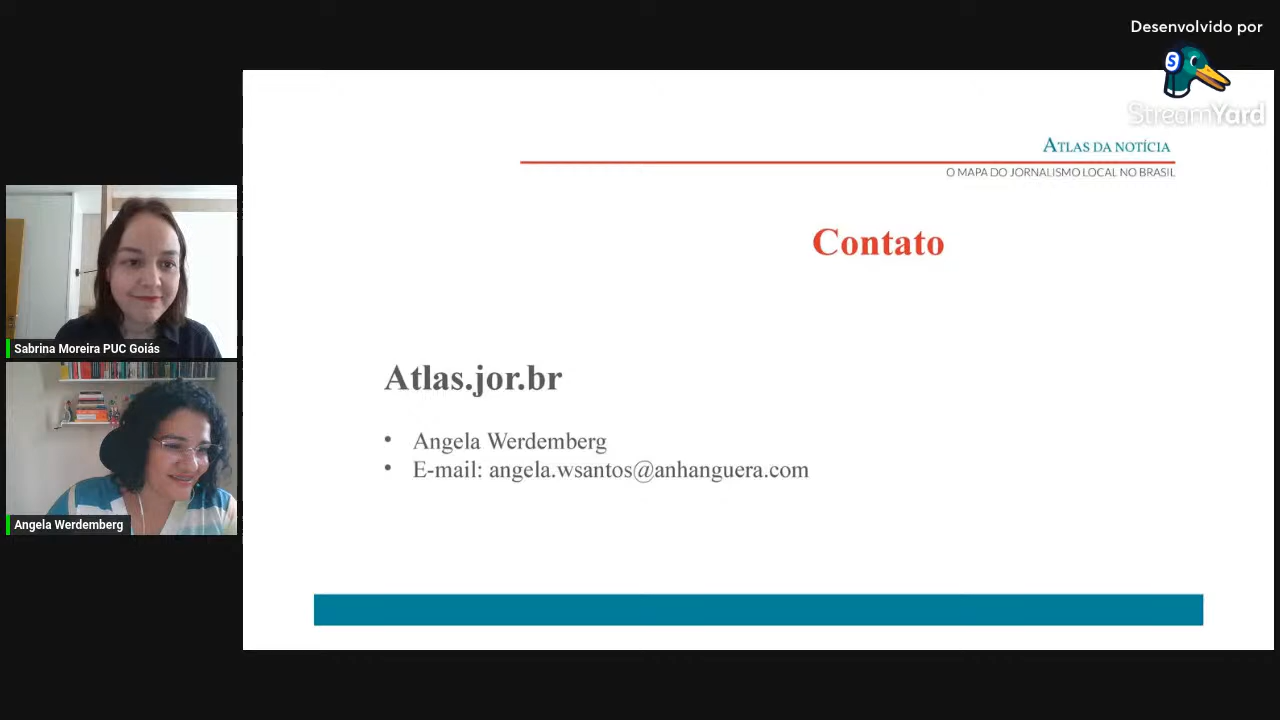 Desenvolvido por
StreamYard
ATLAS DA NOTÍCIA
O MAPA DO JORNALISMO LOCAL NO BRASIL
Contato
Atlas.jor.br
• Angela Werdemberg
• E-mail: angela.wsantos@anhanguera.com
Sabrina Moreira PUC Goiás
Angela Werdemberg